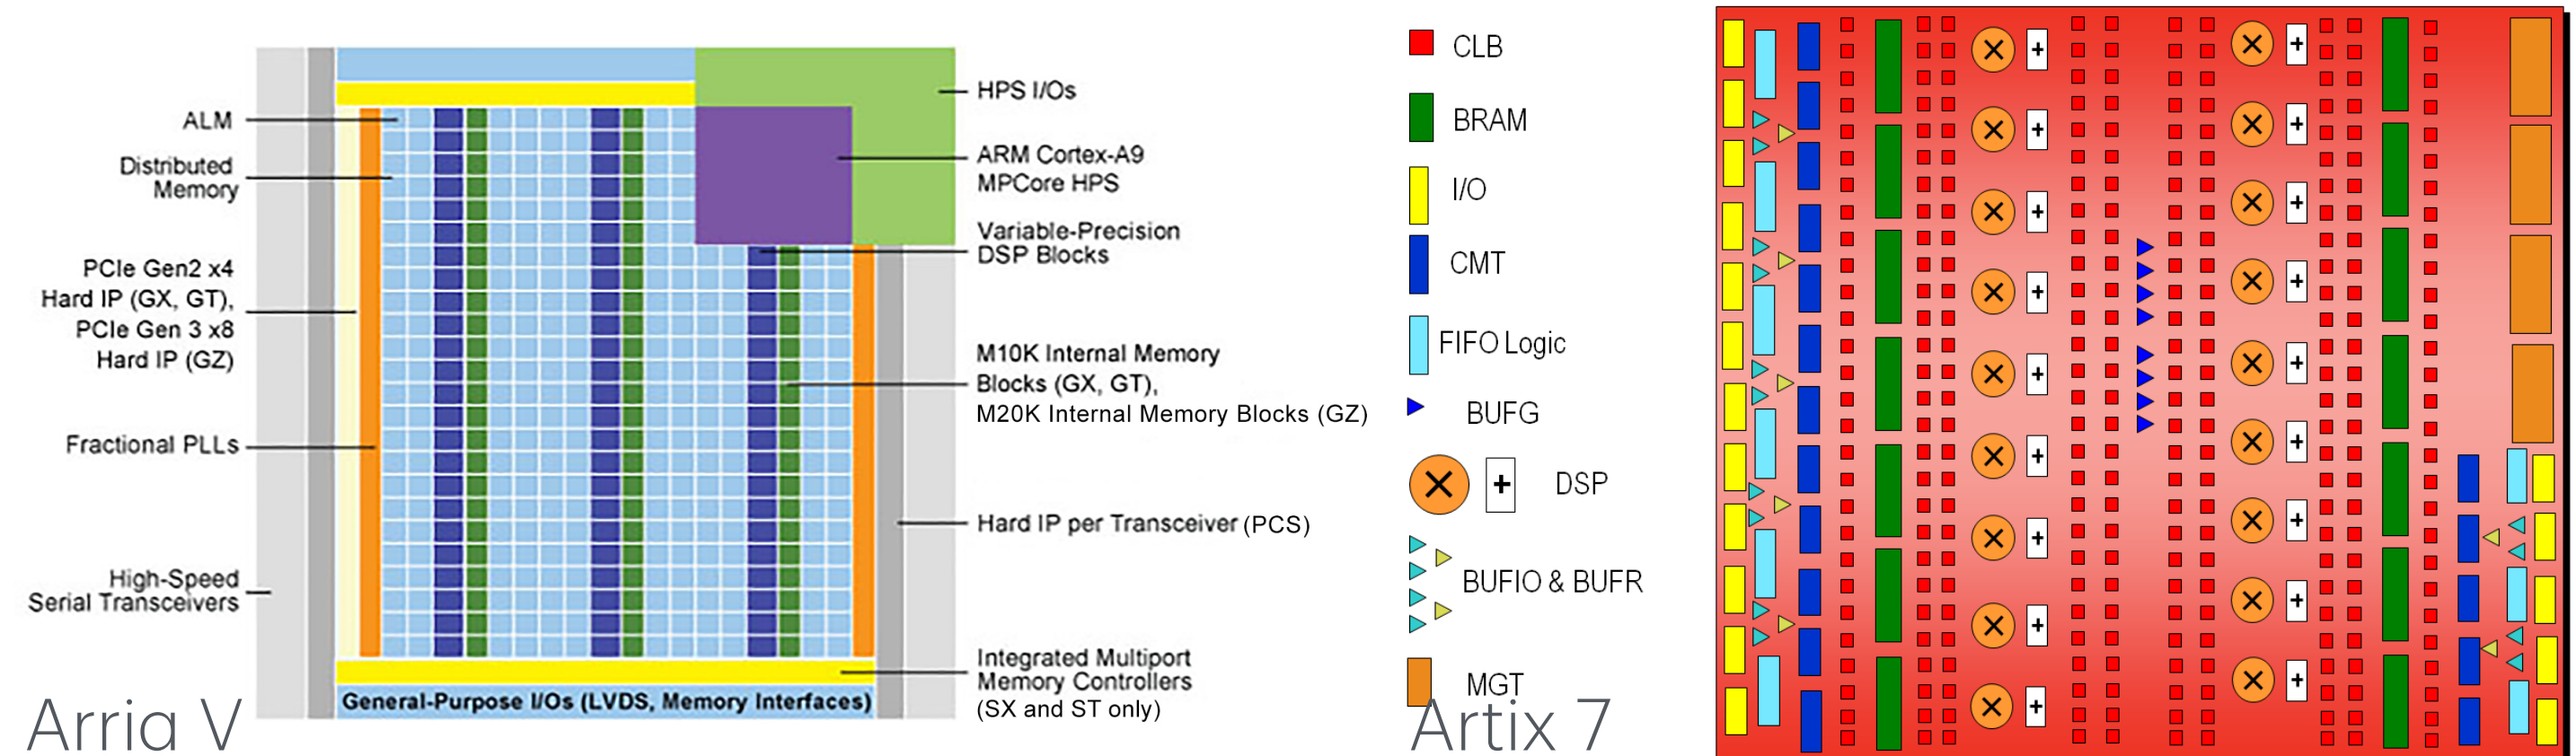 ALM
Distributed
Memory
PCIe Gen2 x4
Hard IP (GX, GT),
PCIe Gen 3 x8
Hard IP (GZ)
Fractional PLLs
High-Speed
Serial Transceivers
HPS I/Os
ARM Cortex-A9
MPCore HPS
Variable-Precision
DSP Blocks
M10K Internal Memory
Blocks (GX, GT),
M20K Internal Memory Blocks (GZ)
Hard IP per Transceiver (PCS)
Integrated Multiport
Memory Controllers
(SX and ST only)
General-Purpose I/Os (LVDS, Memory Interfaces)
Arria V
CLB
BRAM
I/O
CMT
FIFO Logic
BUFG
DSP
BUFIO & BUFR
MGT
Artix 7